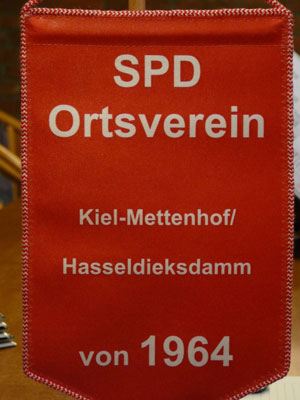 SPD
Ortsverein
Kiel-Mettenhof/
Hasseldieksdamm
von 1964